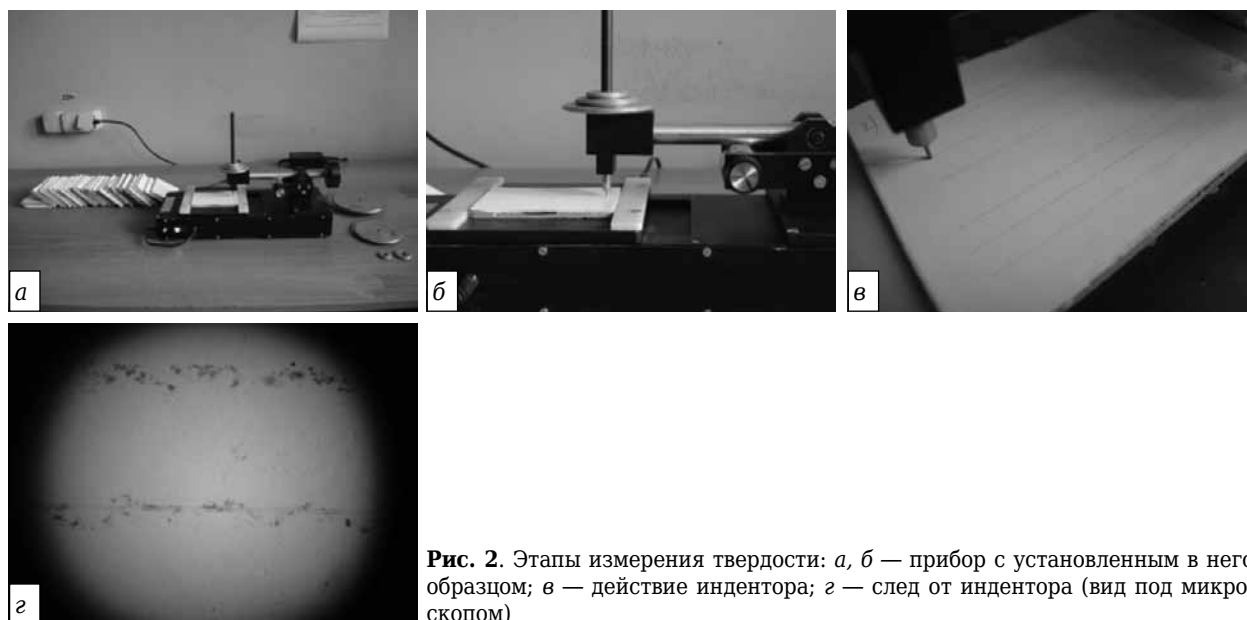 а
б
в
г
Рис. 2. Этапы измерения твердости: а, б — прибор с установленным в него
образцом; в — действие индентора; г — след от индентора (вид под микро-
скопом)